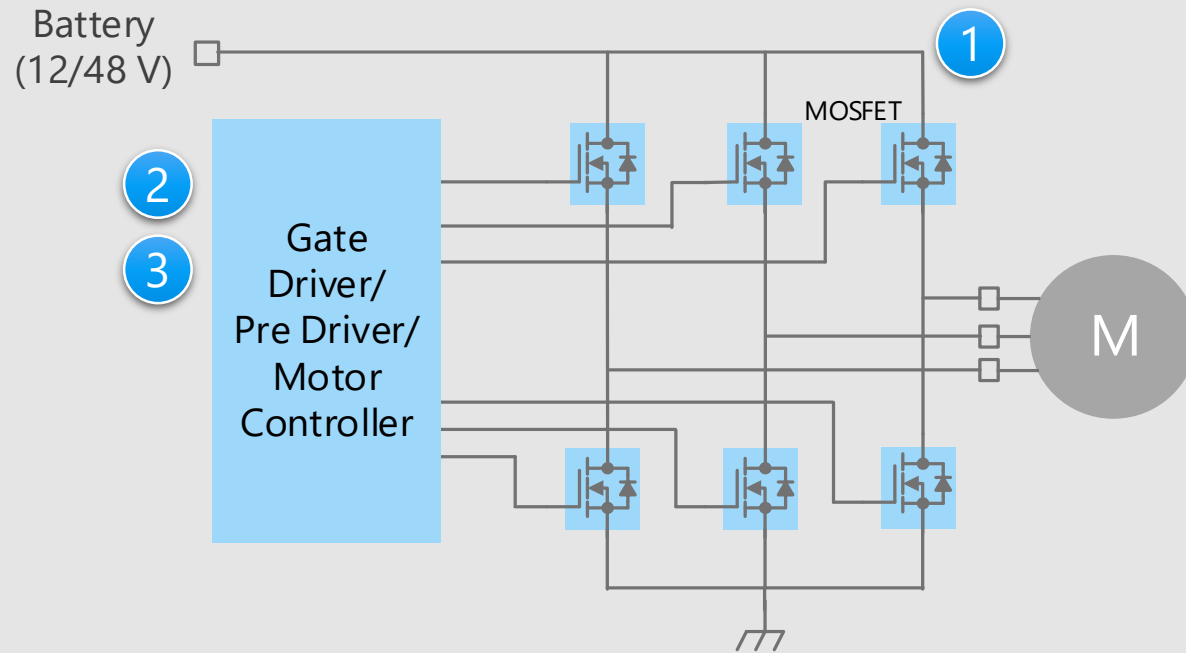 Battery
(12/48 V)
1
MOSFET
2
3
Gate
Driver/
Pre Driver/
Motor
Controller
M